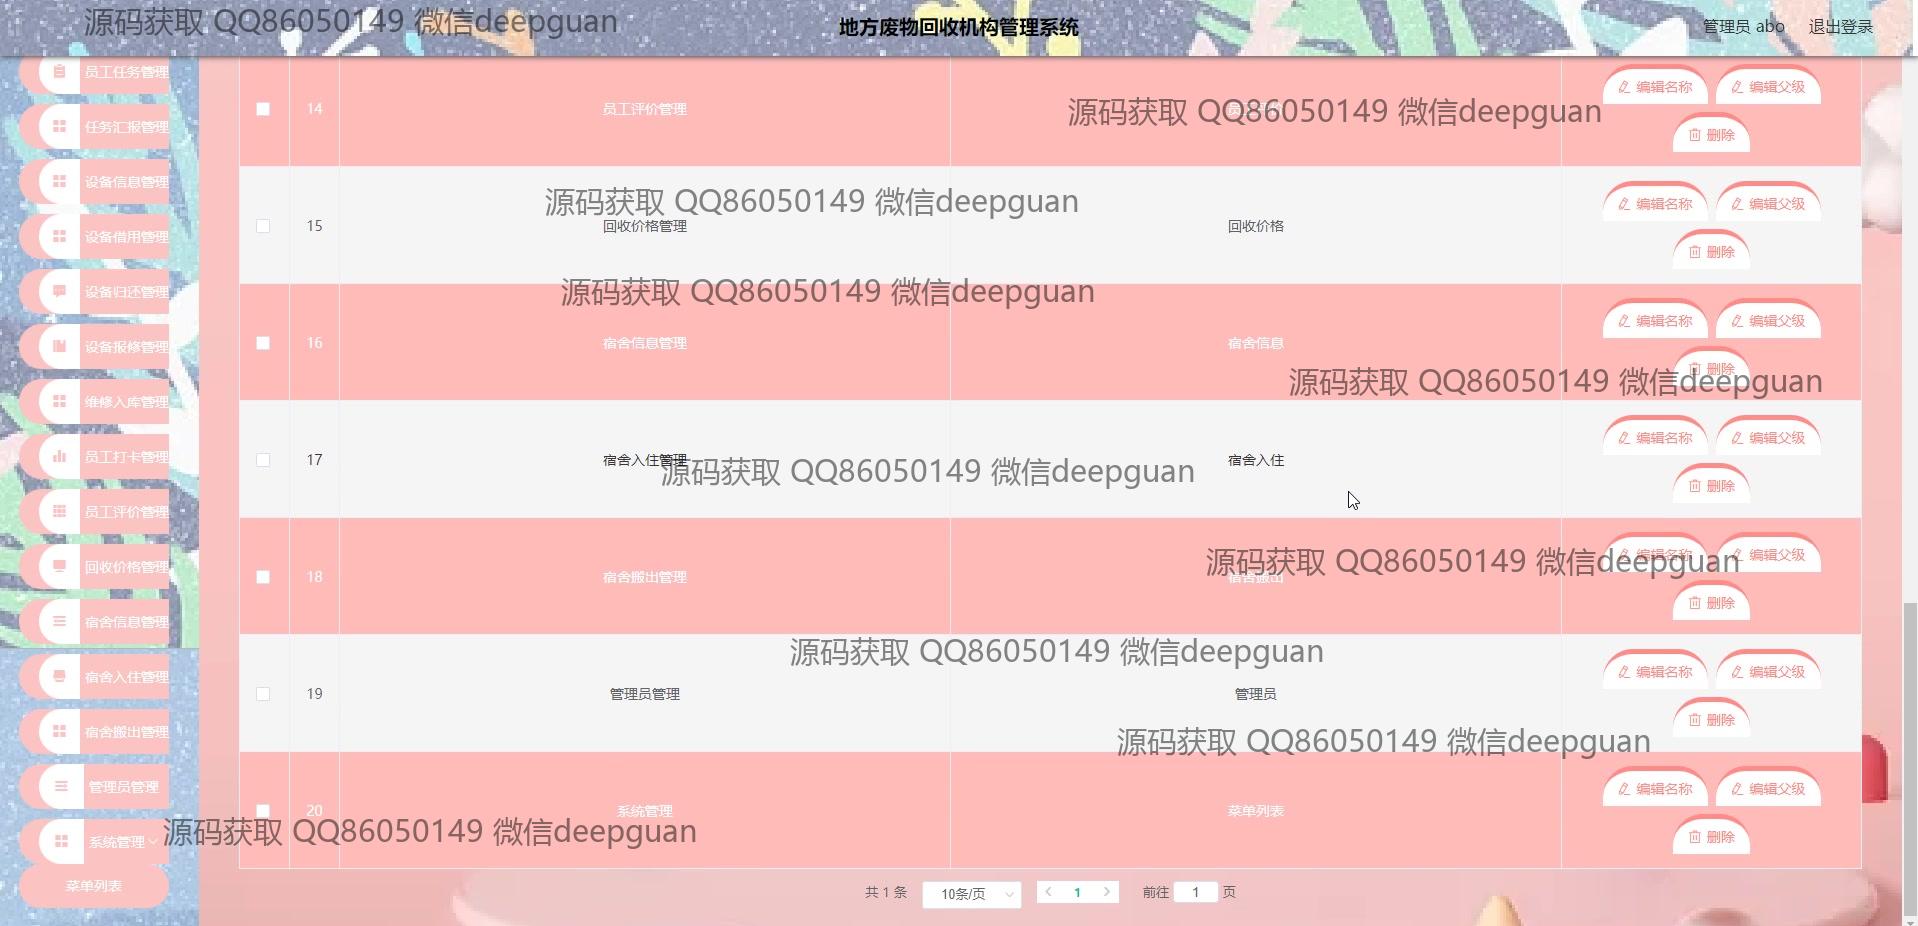 源码获取 QQ86050149 微信deepguan
地方废物回收机构管理系统
管理员 abo
退出登录
员工任务管理
任务汇报管理
设备信息管理
设备借用管理
设备归还管理
设备报修管理
维修入库管理
员工打卡管理
员工评价管理
回收价格管理
宿舍信息管理
宿舍入住管理
宿舍搬出管理
管理员管理
系统管理
菜单列表
14 员工评价管理 员工评价 编辑名称 编辑父级
删除
源码获取 QQ86050149 微信deepguan
源码获取 QQ86050149 微信deepguan
15 回收价格管理 回收价格 编辑名称 编辑父级
删除
源码获取 QQ86050149 微信deepguan
16 宿舍信息管理 宿舍信息 编辑名称 编辑父级
删除
源码获取 QQ86050149 微信deepguan
17 宿舍入住管理 宿舍入住 编辑名称 编辑父级
删除
源码获取 QQ86050149 微信deepguan
18 宿舍搬出管理 宿舍搬出 编辑名称 编辑父级
删除
源码获取 QQ86050149 微信deepguan
源码获取 QQ86050149 微信deepguan
19 管理员管理 管理员 编辑名称 编辑父级
删除
源码获取 QQ86050149 微信deepguan
20 系统管理 菜单列表 编辑名称 编辑父级
删除
源码获取 QQ86050149 微信deepguan
共 1 条 10条/页 1 前往 1 页